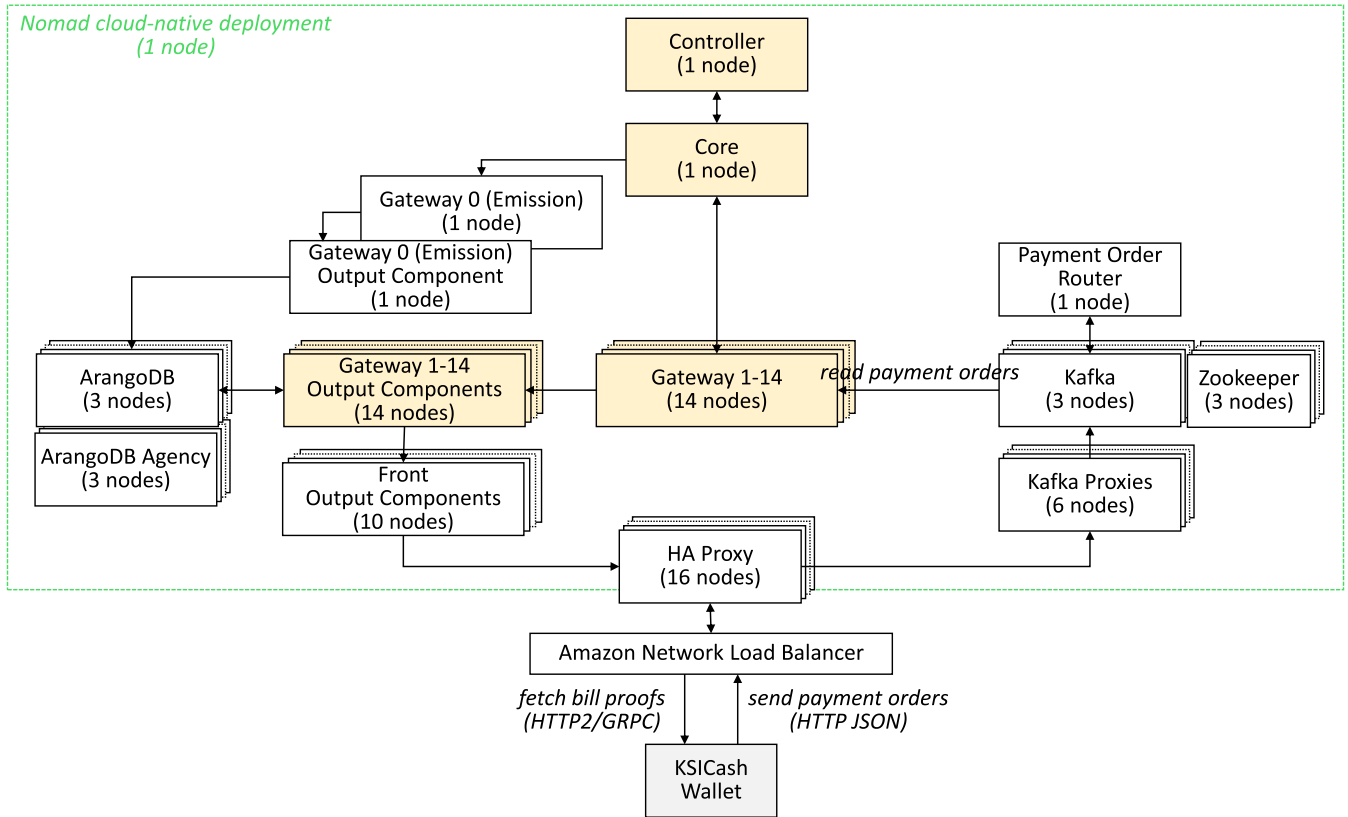 Nomad cloud-native deployment
(1 node)
Controller
(1 node)
Core
(1 node)
Gateway 0 (Emission)
(1 node)
Gateway 0 (Emission)
Output Component
(1 node)
Payment Order
Router
(1 node)
ArangoDB
(3 nodes)
Gateway 1-14
Output Components
(14 nodes)
Gateway 1-14
(14 nodes)
read payment orders
Kafka
(3 nodes)
Zookeeper
(3 nodes)
ArangoDB Agency
(3 nodes)
Front
Output Components
(10 nodes)
Kafka Proxies
(6 nodes)
HA Proxy
(16 nodes)
Amazon Network Load Balancer
fetch bill proofs
(HTTP2/GRPC)
send payment orders
(HTTP JSON)
KSICash
Wallet